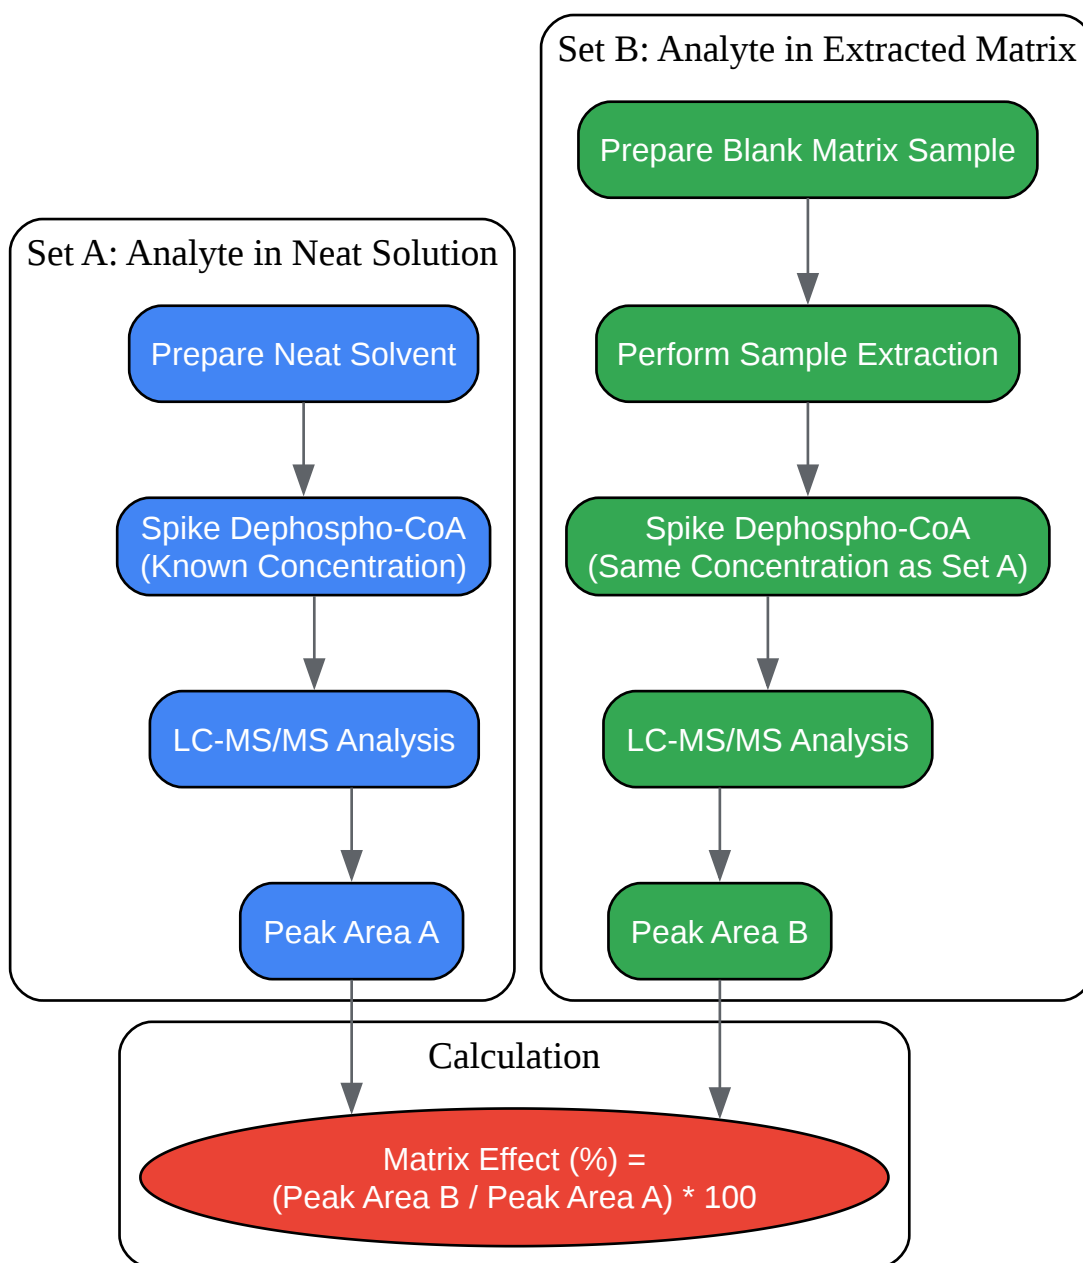 Set A: Analyte in Neat Solution
Prepare Neat Solvent
Spike Dephospho-CoA
(Known Concentration)
LC-MS/MS Analysis
Peak Area A
Set B: Analyte in Extracted Matrix
Prepare Blank Matrix Sample
Perform Sample Extraction
Spike Dephospho-CoA
(Same Concentration as Set A)
LC-MS/MS Analysis
Peak Area B
Calculation
Matrix Effect (%) =
(Peak Area B / Peak Area A) * 100